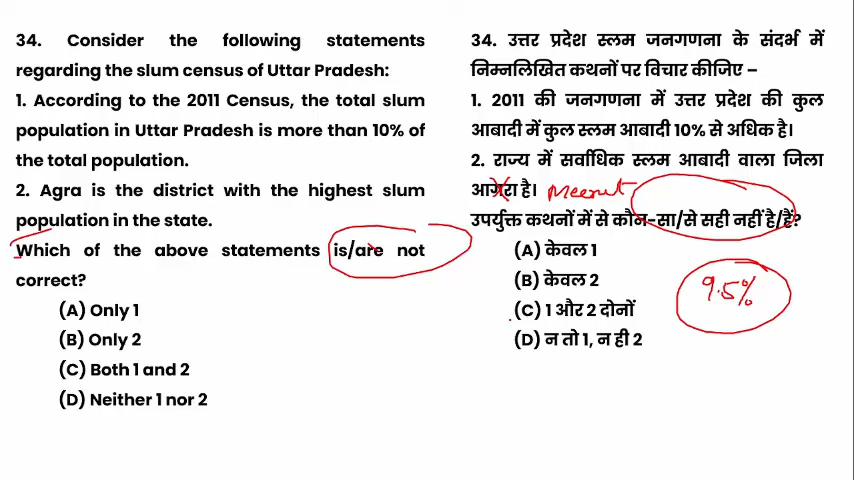 34. Consider the following statements
regarding the slum census of Uttar Pradesh:
1. According to the 2011 Census, the total slum
population in Uttar Pradesh is more than 10% of
the total population.
2. Agra is the district with the highest slum
population in the state.
Which of the above statements is/are not
correct?
(A) Only 1
(B) Only 2
(C) Both 1 and 2
(D) Neither 1 nor 2
34. उत्तर प्रदेश स्लम जनगणना के संदर्भ में
निम्नलिखित कथनों पर विचार कीजिए –
1. 2011 की जनगणना में उत्तर प्रदेश की कुल
आबादी में कुल स्लम आबादी 10% से अधिक है।
2. राज्य में सर्वाधिक स्लम आबादी वाला जिला
आगरा है। Meerut
उपर्युक्त कथनों में से कौन-सा/से सही नहीं है/हैं?
(A) केवल 1
(B) केवल 2
9.5%
(C) 1 और 2 दोनों
(D) न तो 1, न ही 2